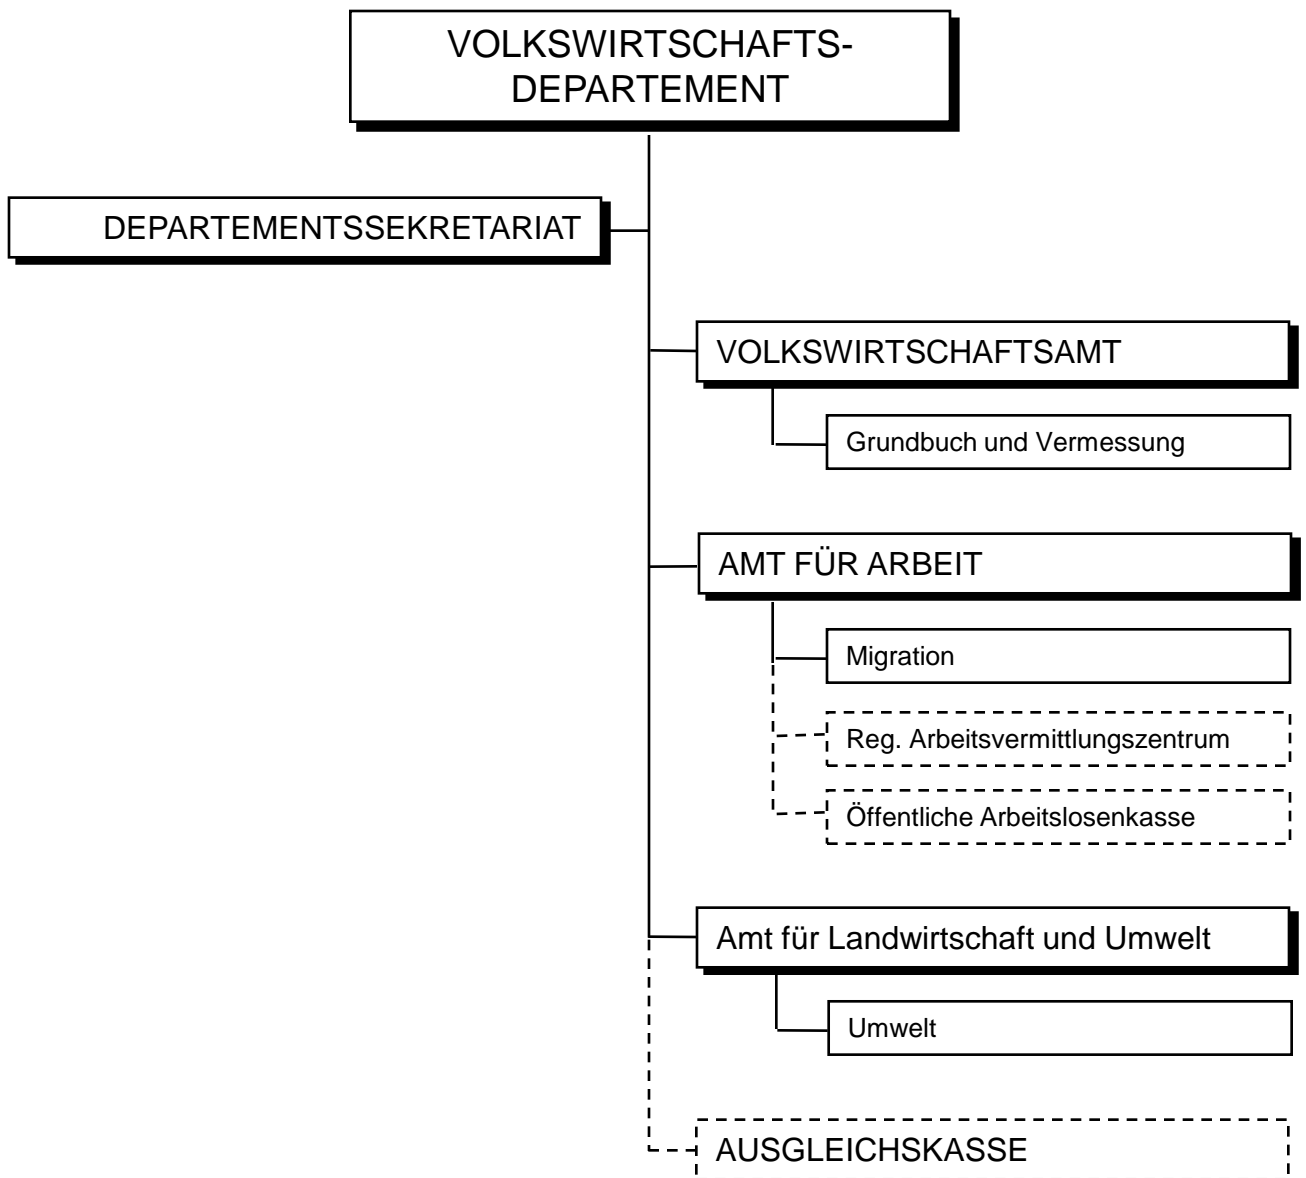 VOLKSWIRTSCHAFTS-
DEPARTEMENT
DEPARTEMENTSSEKRETARIAT
VOLKSWIRTSCHAFTSAMT
Grundbuch und Vermessung
AMT FÜR ARBEIT
Migration
Reg. Arbeitsvermittlungszentrum
Öffentliche Arbeitslosenkasse
Amt für Landwirtschaft und Umwelt
Umwelt
AUSGLEICHSKASSE